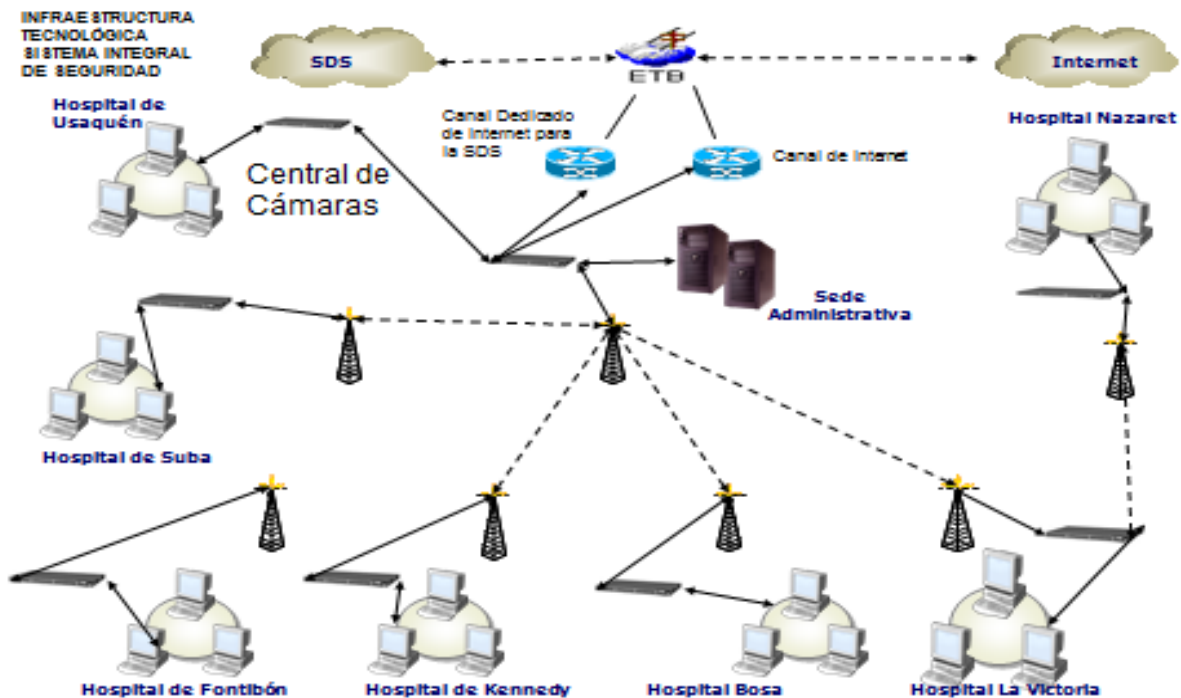 INFRAESTRUCTURA
TECNOLÓGICA
SISTEMA INTEGRAL
DE SEGURIDAD
SDS
ETB
Internet
Hospital de
Usaquén
Canal Dedicado
de Internet para
la SDS
Canal de Internet
Hospital Nazaret
Central de
Cámaras
Sede
Administrativa
Hospital de Suba
Hospital de Fontibón
Hospital de Kennedy
Hospital Bosa
Hospital La Victoria